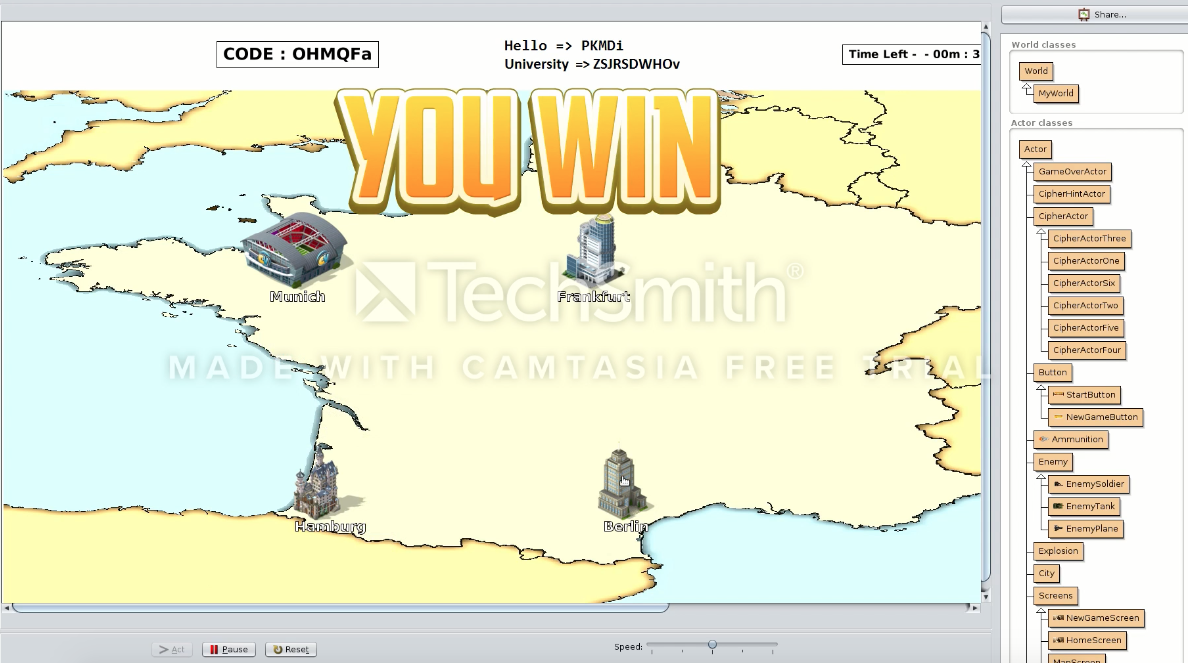 Share...
CODE : OHMQFa
Hello => PKMDi
University => ZSJRSDWHOv
Time Left - - 00m : 3
YOU WIN
Munich
Frankfurt
TechSmith®
MADE WITH CAMTASIA FREE TRIAL
Hamburg
Berlin
World classes
World
MyWorld
Actor classes
Actor
GameOverActor
CipherHintActor
CipherActor
CipherActorThree
CipherActorOne
CipherActorSix
CipherActorTwo
CipherActorFive
CipherActorFour
Button
StartButton
NewGameButton
Ammunition
Enemy
EnemySoldier
EnemyTank
EnemyPlane
Explosion
City
Screens
NewGameScreen
HomeScreen
MapScreen
Act
Pause
Reset
Speed: